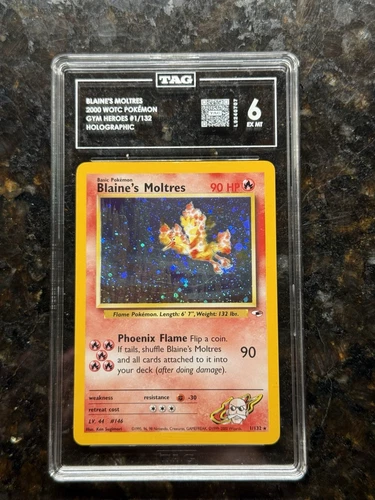 TAG
BLAINE'S MOLTRES
2000 WOTC POKÉMON
GYM HEROES #1/132
HOLOGRAPHIC
6
EX MT
Basic Pokémon
Blaine's Moltres 90 HP
Flame Pokémon. Length: 6' 7", Weight: 132 lbs.
Phoenix Flame Flip a coin.
If tails, shuffle Blaine's Moltres
and all cards attached to it into
your deck (after doing damage).
90
weakness resistance -30
retreat cost
LV. 44 #146
1/132